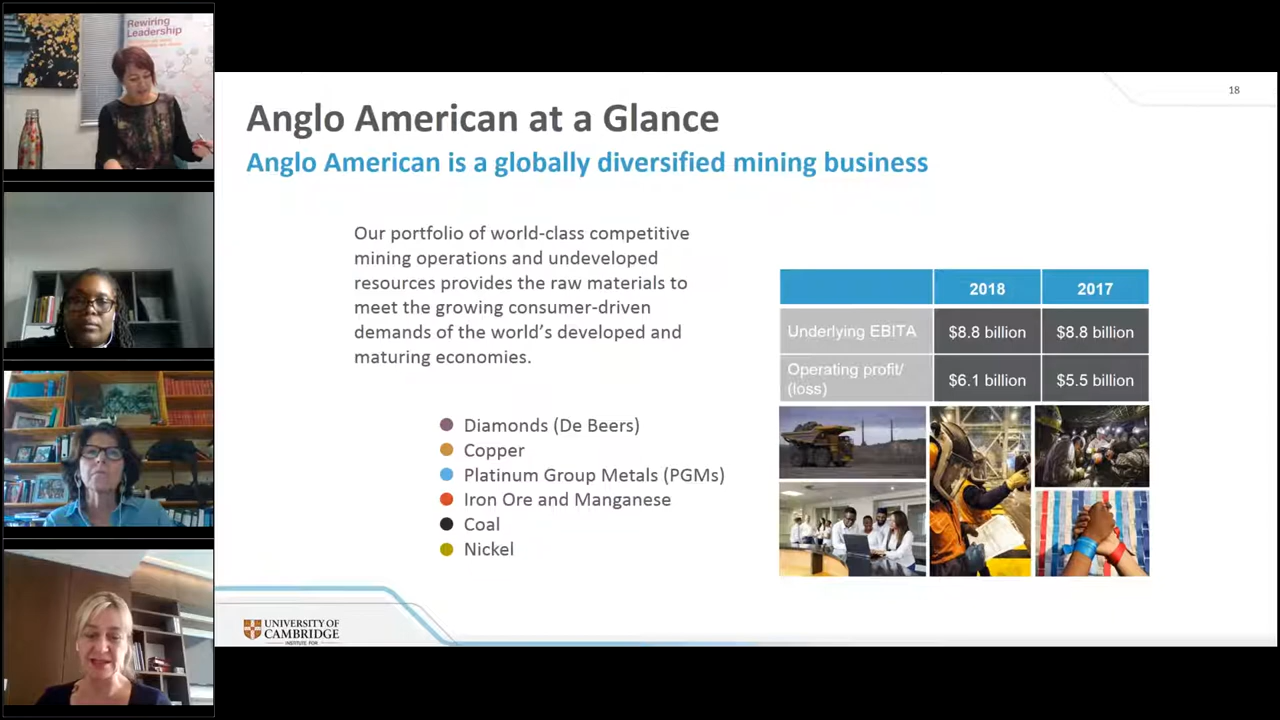 Rewiring
Leadership
18
Anglo American at a Glance
Anglo American is a globally diversified mining business
Our portfolio of world-class competitive
mining operations and undeveloped
resources provides the raw materials to
meet the growing consumer-driven
demands of the world's developed and
maturing economies.
Diamonds (De Beers)
Copper
Platinum Group Metals (PGMs)
Iron Ore and Manganese
Coal
Nickel
2018 2017
Underlying EBITA $8.8 billion $8.8 billion
Operating profit/
(loss) $6.1 billion $5.5 billion
UNIVERSITY OF
CAMBRIDGE
INSTITUTE FOR